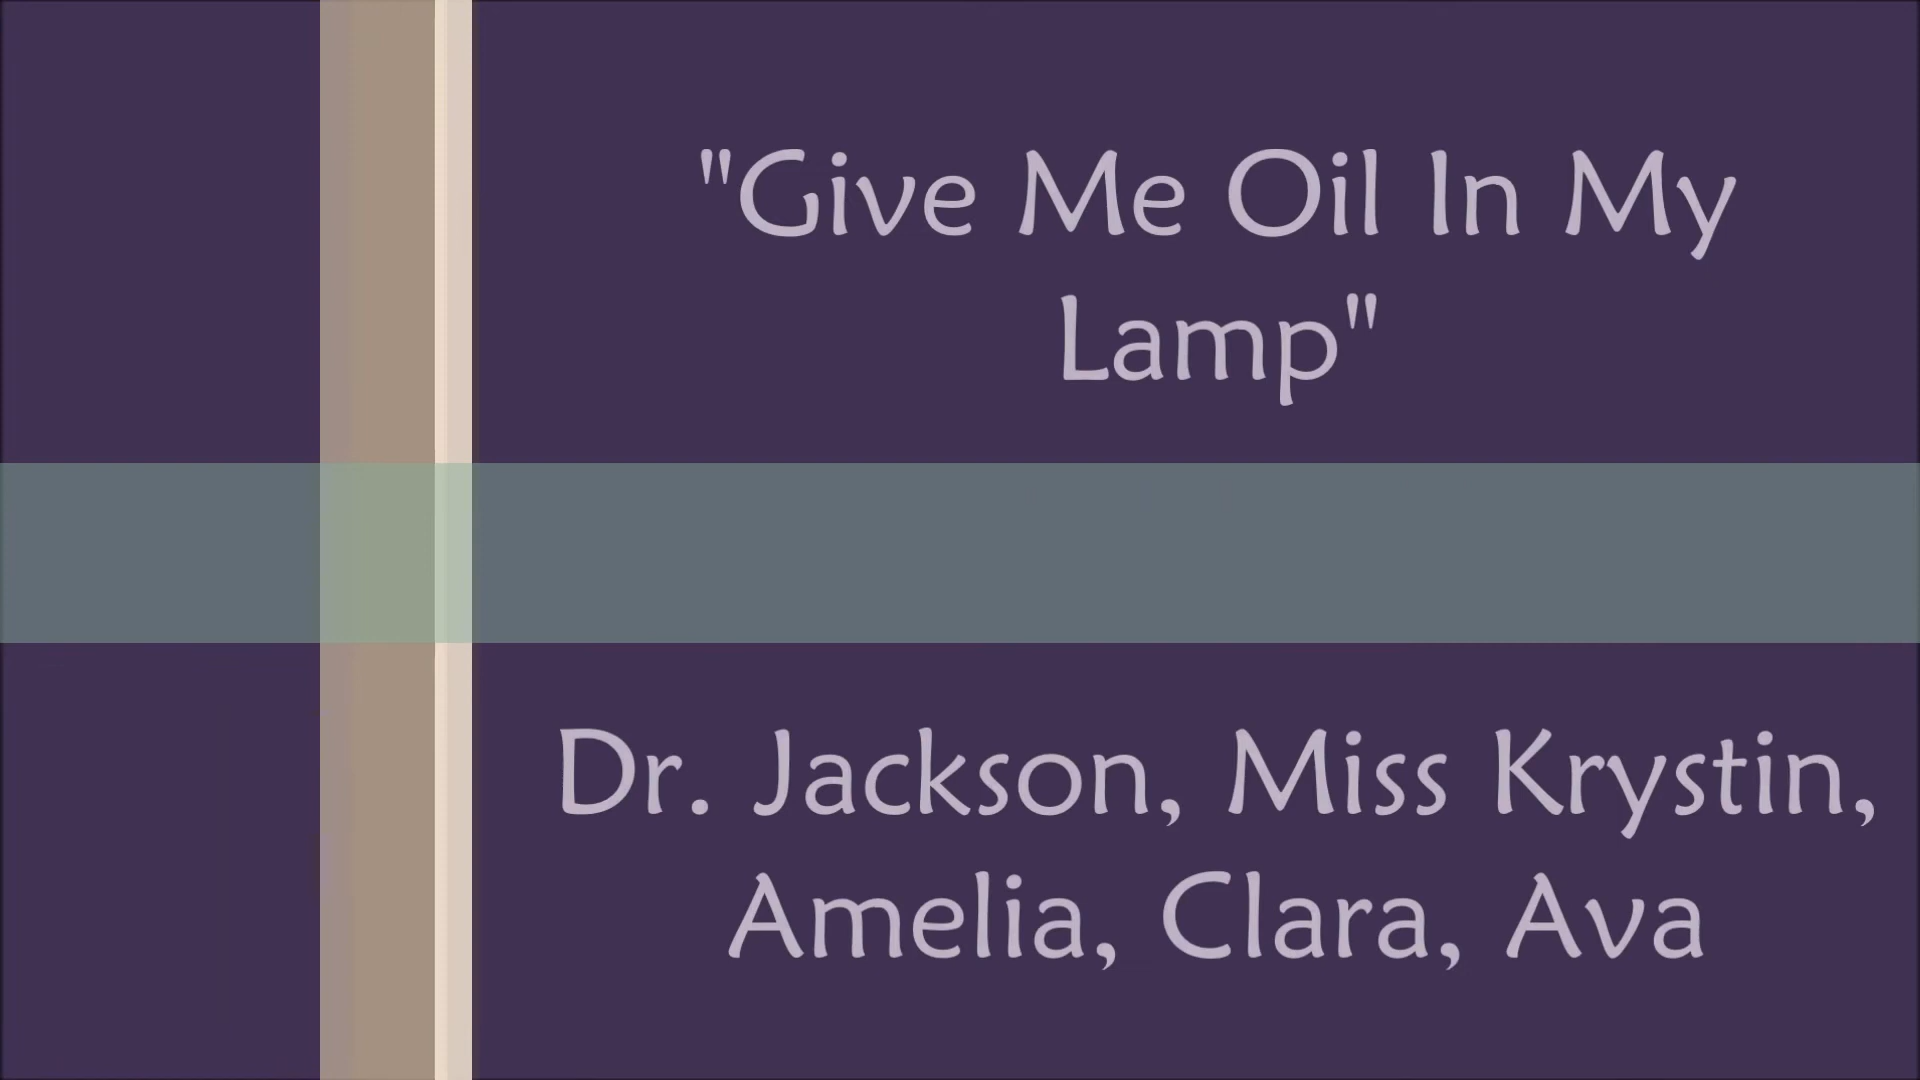 "Give Me Oil In My
Lamp"
Dr. Jackson, Miss Krystin,
Amelia, Clara, Ava